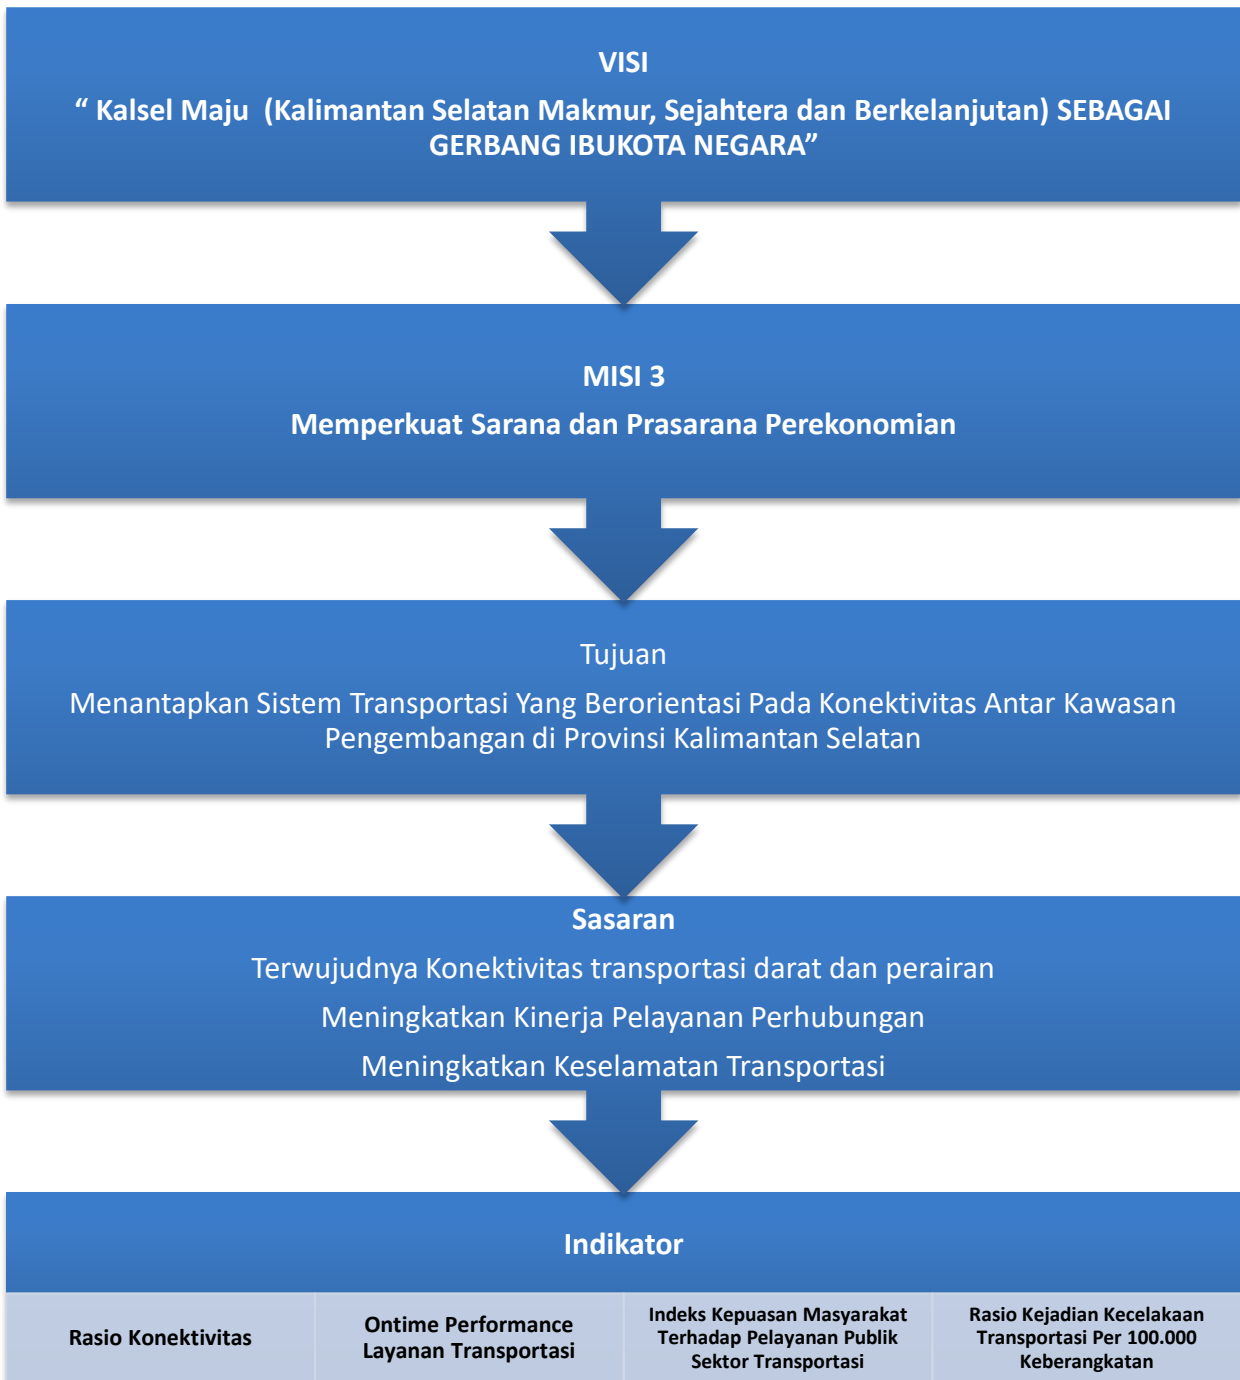 VISI
“ Kalsel Maju  (Kalimantan Selatan Makmur, Sejahtera dan Berkelanjutan) SEBAGAI
GERBANG IBUKOTA NEGARA”
MISI 3
Memperkuat Sarana dan Prasarana Perekonomian
Tujuan
Menantapkan Sistem Transportasi Yang Berorientasi Pada Konektivitas Antar Kawasan
Pengembangan di Provinsi Kalimantan Selatan
Sasaran
Terwujudnya Konektivitas transportasi darat dan perairan
Meningkatkan Kinerja Pelayanan Perhubungan
Meningkatkan Keselamatan Transportasi
Indikator
Rasio Konektivitas
Ontime Performance
Layanan Transportasi
Indeks Kepuasan Masyarakat
Terhadap Pelayanan Publik
Sektor Transportasi
Rasio Kejadian Kecelakaan
Transportasi Per 100.000
Keberangkatan